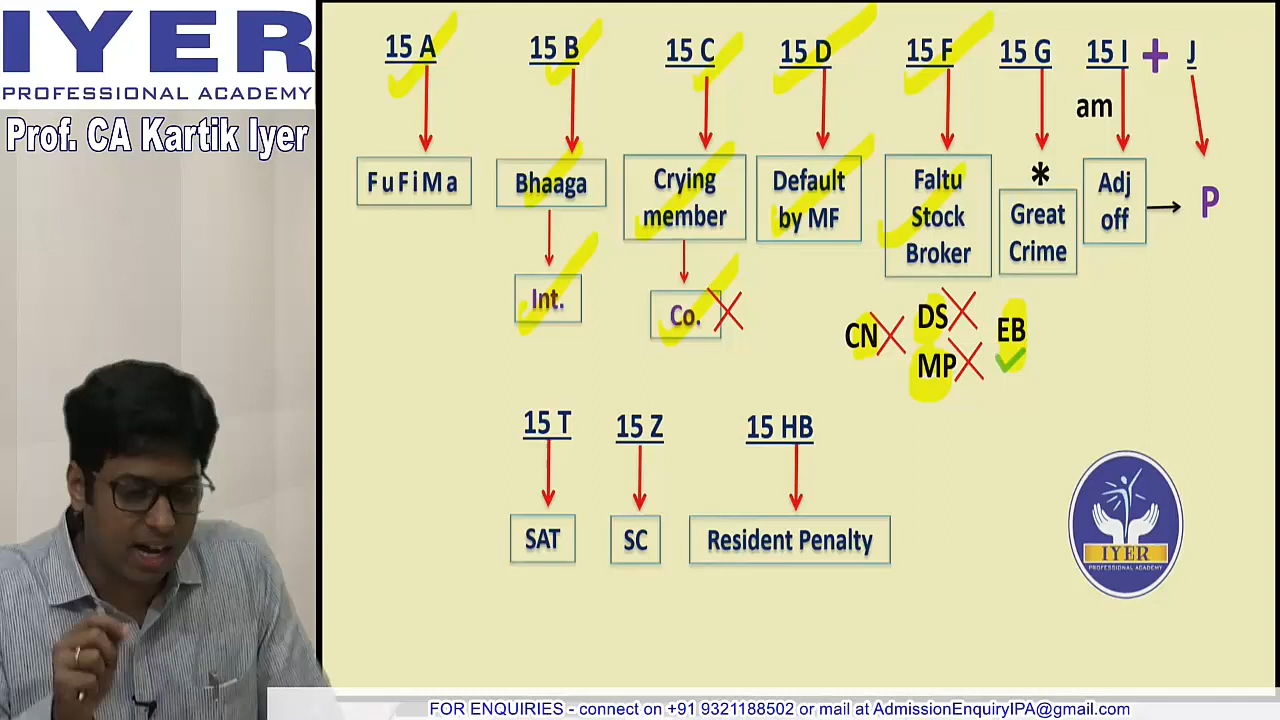 IYER
PROFESSIONAL ACADEMY
Prof. CA Kartik Iyer
15 A
15 B
15 C
15 D
15 F
15 G
15 I + J
am
FuFiMa
Bhaaga
Crying
member
Default
by MF
Faltu
Stock
Broker
*
Great
Crime
Adj
off
P
Int.
Co.
CN
DS
MP
EB
15 T
15 Z
15 HB
SAT
SC
Resident Penalty
IYER
PROFESSIONAL ACADEMY
FOR ENQUIRIES - connect on +91 9321188502 or mail at AdmissionEnquiryIPA@gmail.com